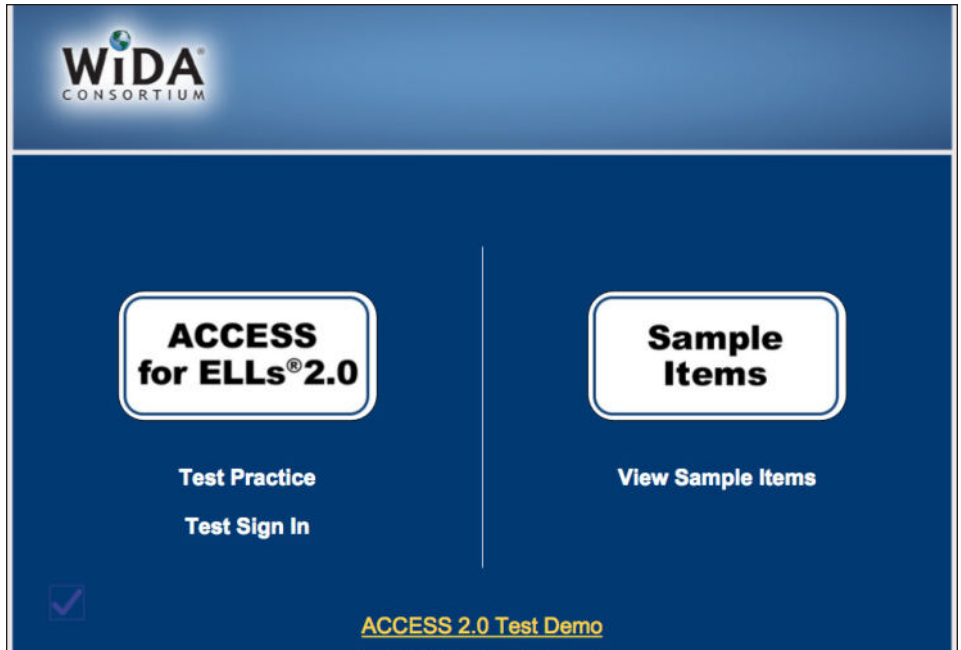 WiDA®
CONSORTIUM
ACCESS
for ELLs®2.0
Test Practice
Test Sign In
Sample
Items
View Sample Items
ACCESS 2.0 Test Demo